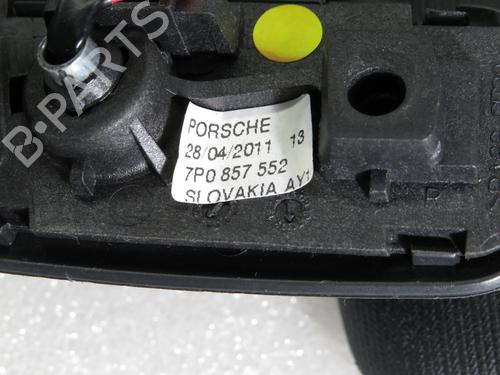 B-PARTS
PORSCHE
28/04/2011 13
7P0 857 552
SLOVAKIA AY1
R